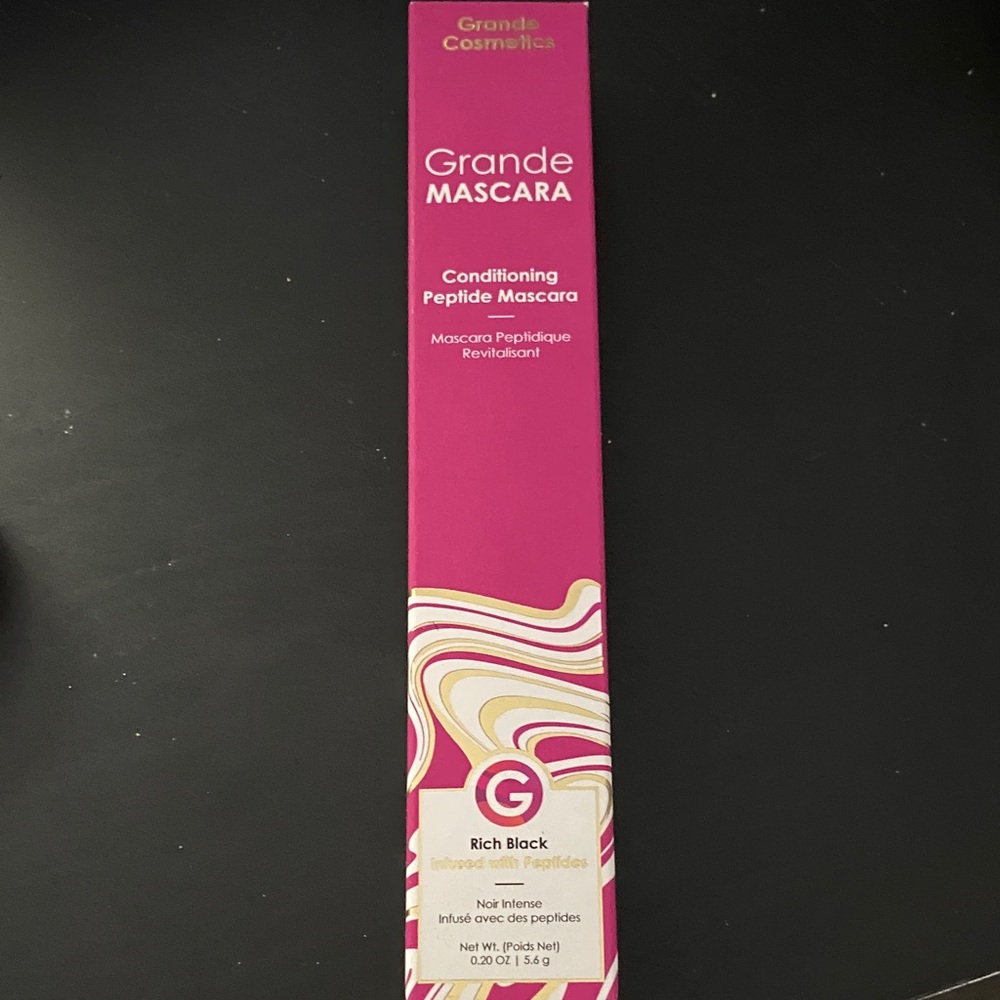 Grande
Cosmetics
Grande
MASCARA
Conditioning
Peptide Mascara
Mascara Peptidique
Revitalisant
G
Rich Black
Infused with Peptides
Noir Intense
Infusé avec des peptides
Net Wt. (Poids Net)
0.20 OZ | 5.6 g